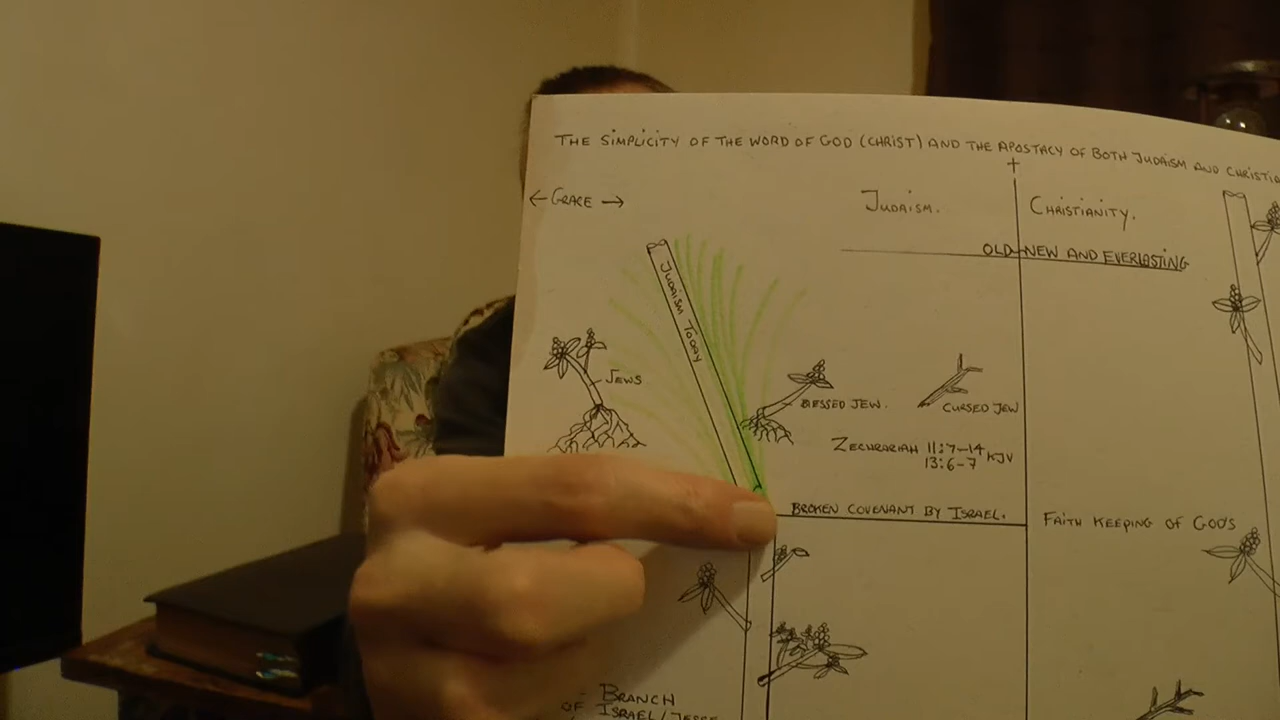 THE SIMPLICITY OF THE WORD OF GOD (CHRIST) AND THE APOSTACY OF BOTH JUDAISM AND
← GRACE →
JUDAISM.
CHRISTIANITY.
OLD NEW AND EVERLASTING
JUDAISM TODAY
JEWS
BLESSED JEW.
CURSED JEW
ZECHRARIAH 11:7-14 KJV
13:6-7
BROKEN COVENANT BY ISRAEL.
FAITH KEEPING OF GOD'S
BRANCH
OF ISRAEL/JESSE